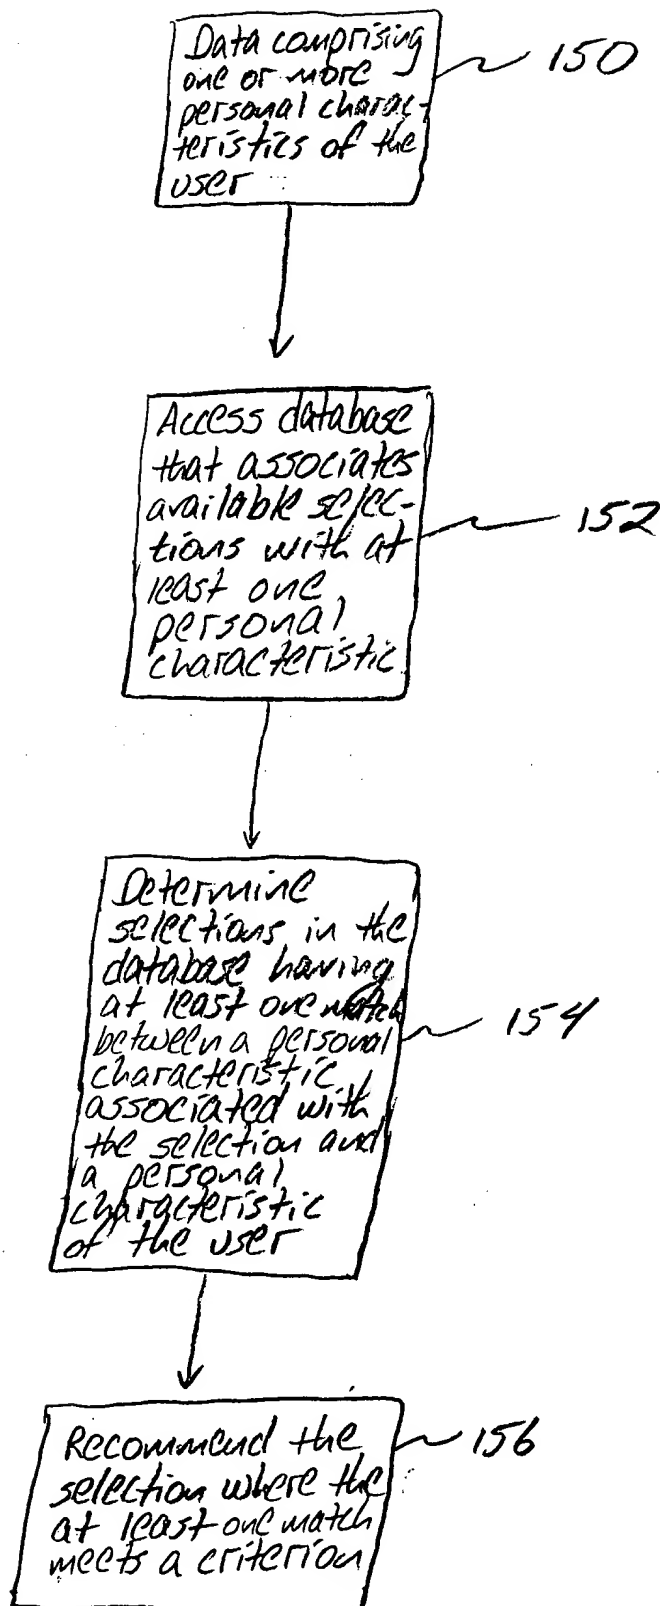 Data comprising
one or more
personal charac-
teristics of the
user
150
Access database
that associates
available selec-
tions with at
least one
personal
characteristic
152
Determine
selections in the
database having
at least one match
between a personal
characteristic
associated with
the selection and
a personal
characteristic
of the user
154
Recommend the
selection where the
at least one match
meets a criterion
156